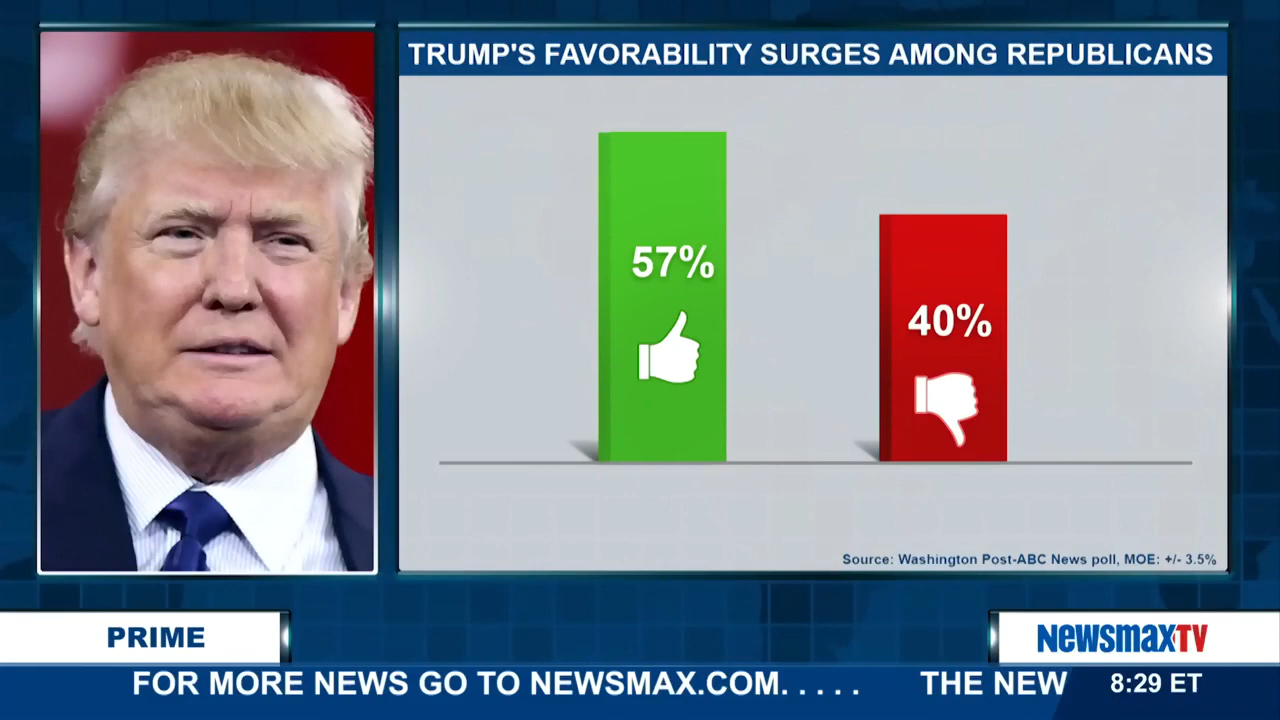 TRUMP'S FAVORABILITY SURGES AMONG REPUBLICANS
57%
40%
Source: Washington Post-ABC News poll, MOE: +/- 3.5%
PRIME
NEWSMAXTV
FOR MORE NEWS GO TO NEWSMAX.COM. . . . . THE NEW
8:29 ET